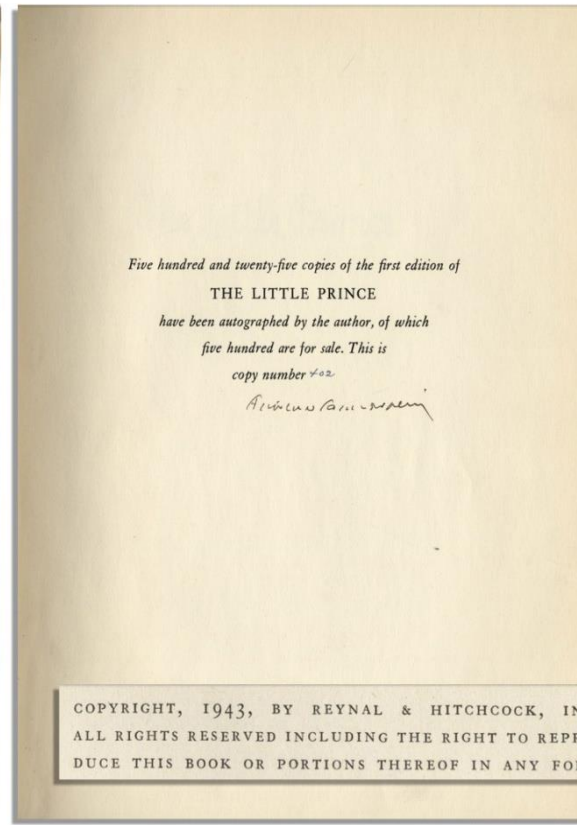 Five hundred and twenty-five copies of the first edition of
THE LITTLE PRINCE
have been autographed by the author, of which
five hundred are for sale. This is
copy number 402
COPYRIGHT, 1943, BY REYNAL & HITCHCOCK, IN
ALL RIGHTS RESERVED INCLUDING THE RIGHT TO REPR
DUCE THIS BOOK OR PORTIONS THEREOF IN ANY FOR